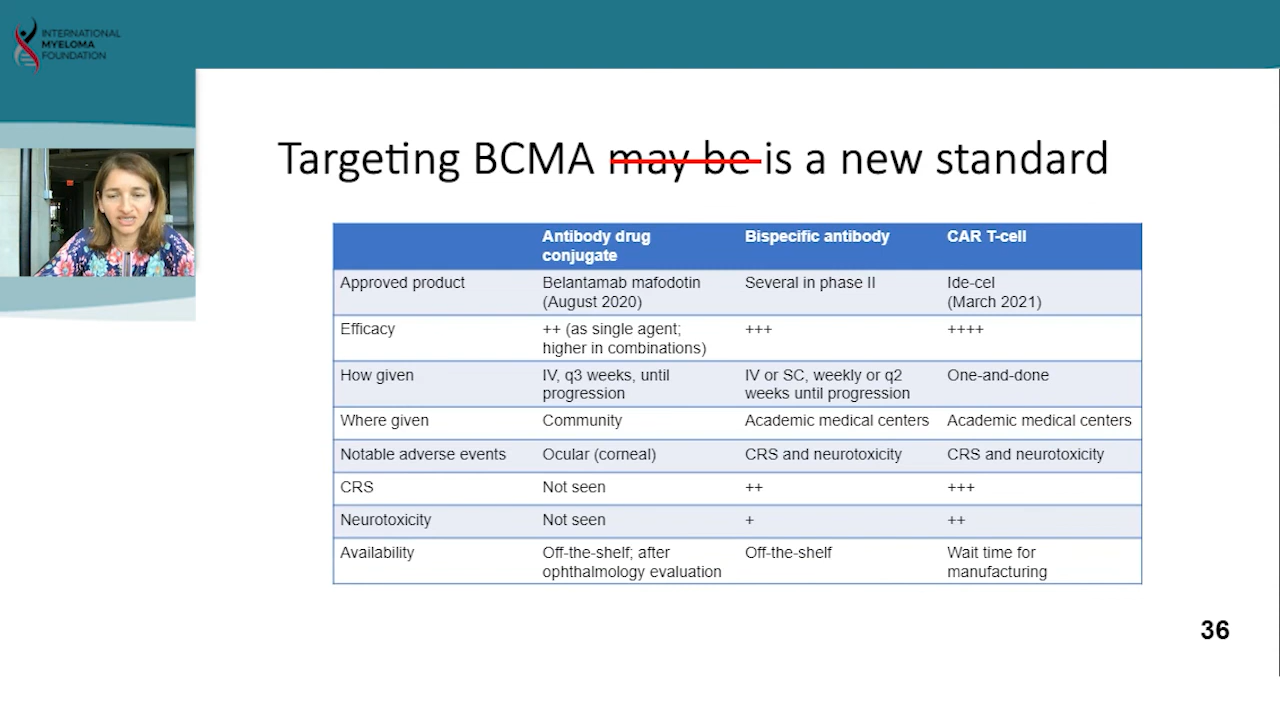 INTERNATIONAL
MYELOMA
FOUNDATION
Targeting BCMA may be is a new standard
Antibody drug conjugate Bispecific antibody CAR T-cell
Approved product Belantamab mafodotin (August 2020) Several in phase II Ide-cel (March 2021)
Efficacy ++ (as single agent; higher in combinations) +++ ++++
How given IV, q3 weeks, until progression IV or SC, weekly or q2 weeks until progression One-and-done
Where given Community Academic medical centers Academic medical centers
Notable adverse events Ocular (corneal) CRS and neurotoxicity CRS and neurotoxicity
CRS Not seen ++ +++
Neurotoxicity Not seen + ++
Availability Off-the-shelf; after ophthalmology evaluation Off-the-shelf Wait time for manufacturing
36